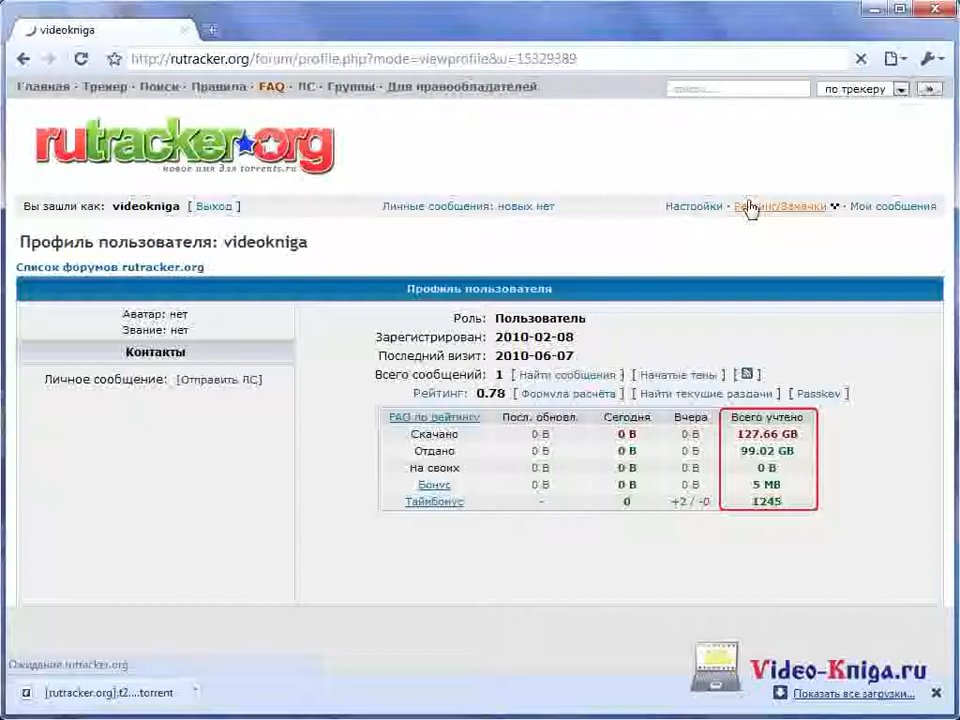 videokniga
http://rutracker.org/forum/profile.php?mode=viewprofile&u=15329389
Главная · Трекер · Поиск · Правила · FAQ · ЛС · Группы · Для правообладателей
поиск...
по трекеру
»
rutracker.org
новое имя для torrents.ru
Вы зашли как: videokniga [ Выход ]
Личные сообщения: новых нет
Настройки · Рейтинг/Закачки · Мои сообщения
Профиль пользователя: videokniga
Список форумов rutracker.org
Профиль пользователя
Аватар: нет
Звание: нет
Контакты
Личное сообщение: [Отправить ЛС]
Роль: Пользователь
Зарегистрирован: 2010-02-08
Последний визит: 2010-06-07
Всего сообщений: 1 [ Найти сообщения ] [ Начатые темы ] [ ]
Рейтинг: 0.78 [ Формула расчёта ] [ Найти текущие раздачи ] [ Passkey ]
FAQ по рейтингу Посл. обновл. Сегодня Вчера Всего учтено
Скачано 0 B 0 B 0 B 127.66 GB
Отдано 0 B 0 B 0 B 99.02 GB
На своих 0 B 0 B 0 B 0 B
Бонус 0 B 0 B 0 B 5 MB
Таймбонус - 0 +2 / -0 1245
Ожидание rutracker.org...
Video-Kniga.ru
[rutracker.org].t2....torrent
Показать все загрузки...